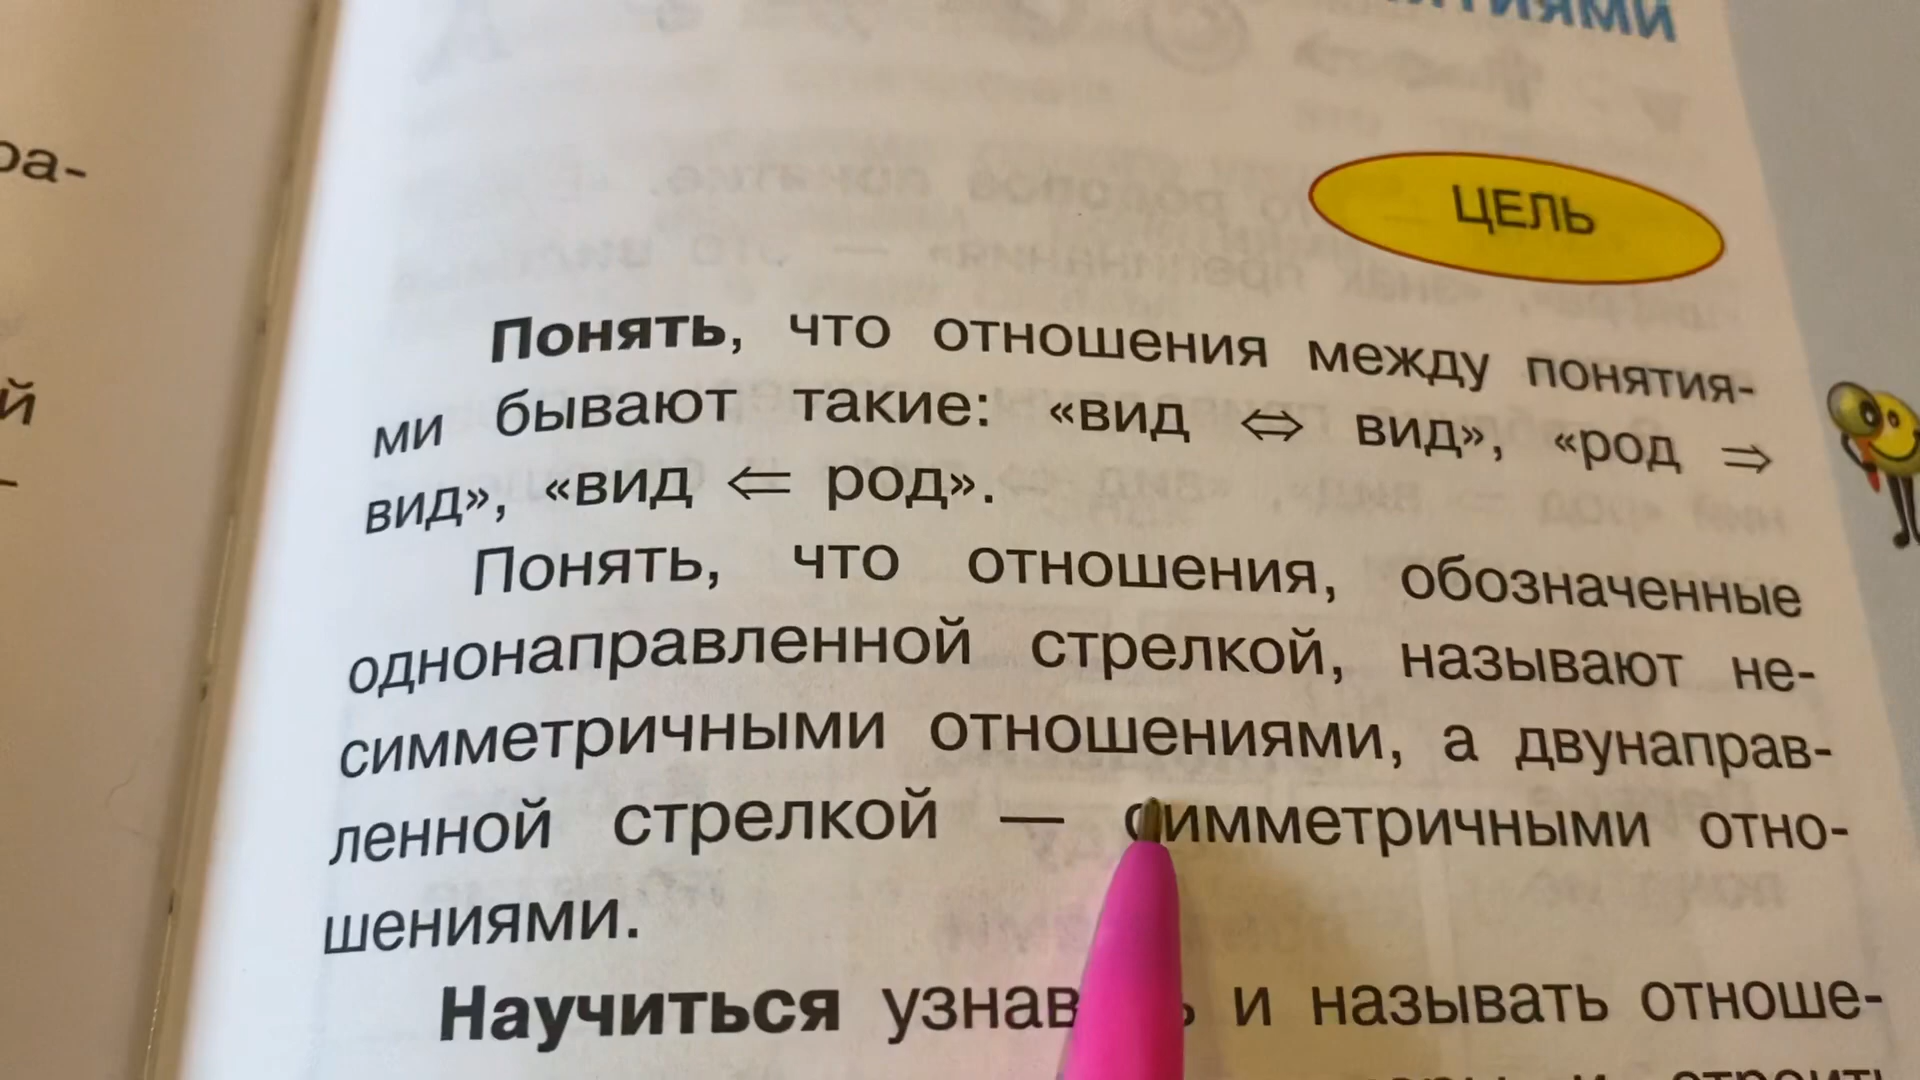 ра-
й
ЦЕЛЬ
Понять, что отношения между понятия-
ми бывают такие: «вид ⇔ вид», «род ⇒
вид», «вид ⇐ род».
Понять, что отношения, обозначенные
однонаправленной стрелкой, называют не-
симметричными отношениями, а двунаправ-
ленной стрелкой — симметричными отно-
шениями.
Научиться и называть отноше-